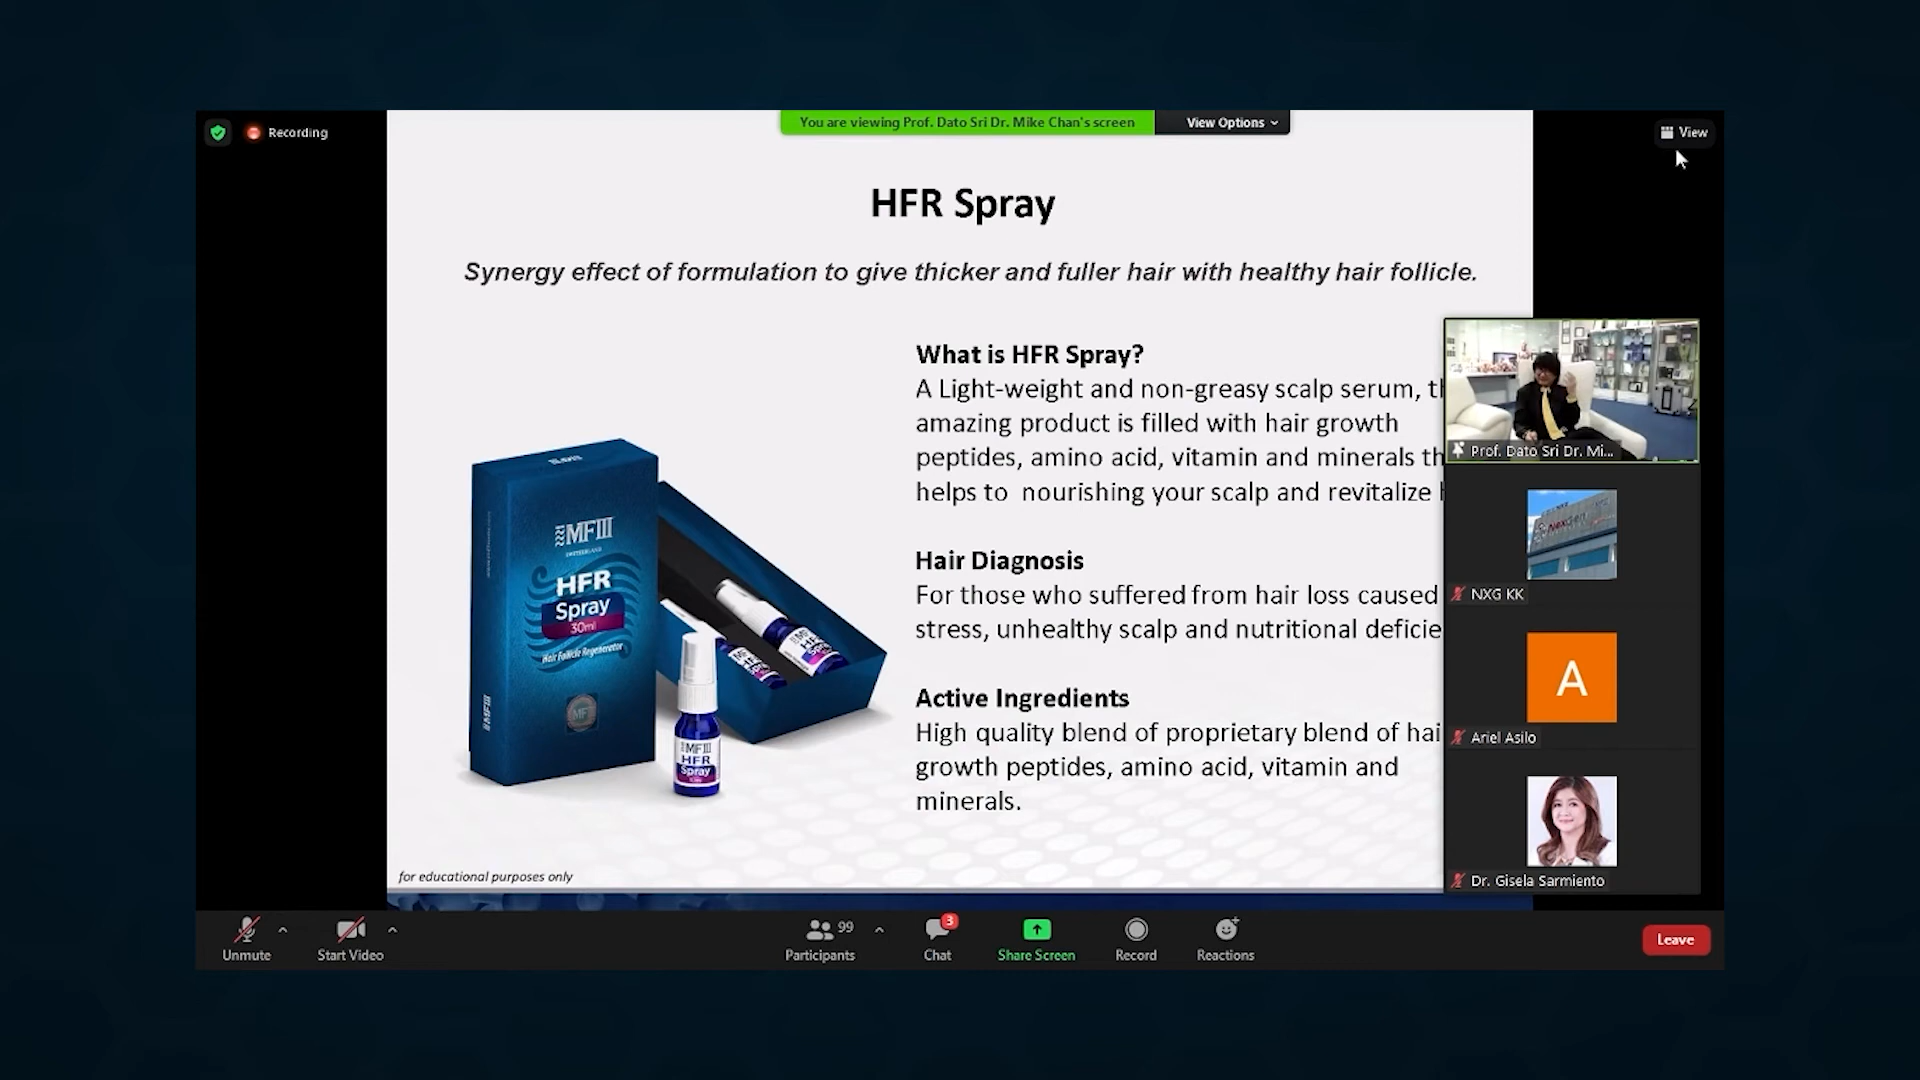 Recording
You are viewing Prof. Dato Sri Dr. Mike Chan's screen
View Options
View
HFR Spray
Synergy effect of formulation to give thicker and fuller hair with healthy hair follicle.
What is HFR Spray?
A Light-weight and non-greasy scalp serum, th
amazing product is filled with hair growth
peptides, amino acid, vitamin and minerals th
helps to nourishing your scalp and revitalize h
Hair Diagnosis
For those who suffered from hair loss caused
stress, unhealthy scalp and nutritional deficie
Active Ingredients
High quality blend of proprietary blend of hai
growth peptides, amino acid, vitamin and
minerals.
MFIII
SWITZERLAND
HFR
Spray
30ml
Hair Follicle Regenerator
MF
MFIII
MFIII
HFR
Spray
for educational purposes only
Prof. Dato Sri Dr. Mi...
NexGen
NXG KK
A
Ariel Asilo
Dr. Gisela Sarmiento
Unmute
Start Video
99
Participants
3
Chat
Share Screen
Record
Reactions
Leave